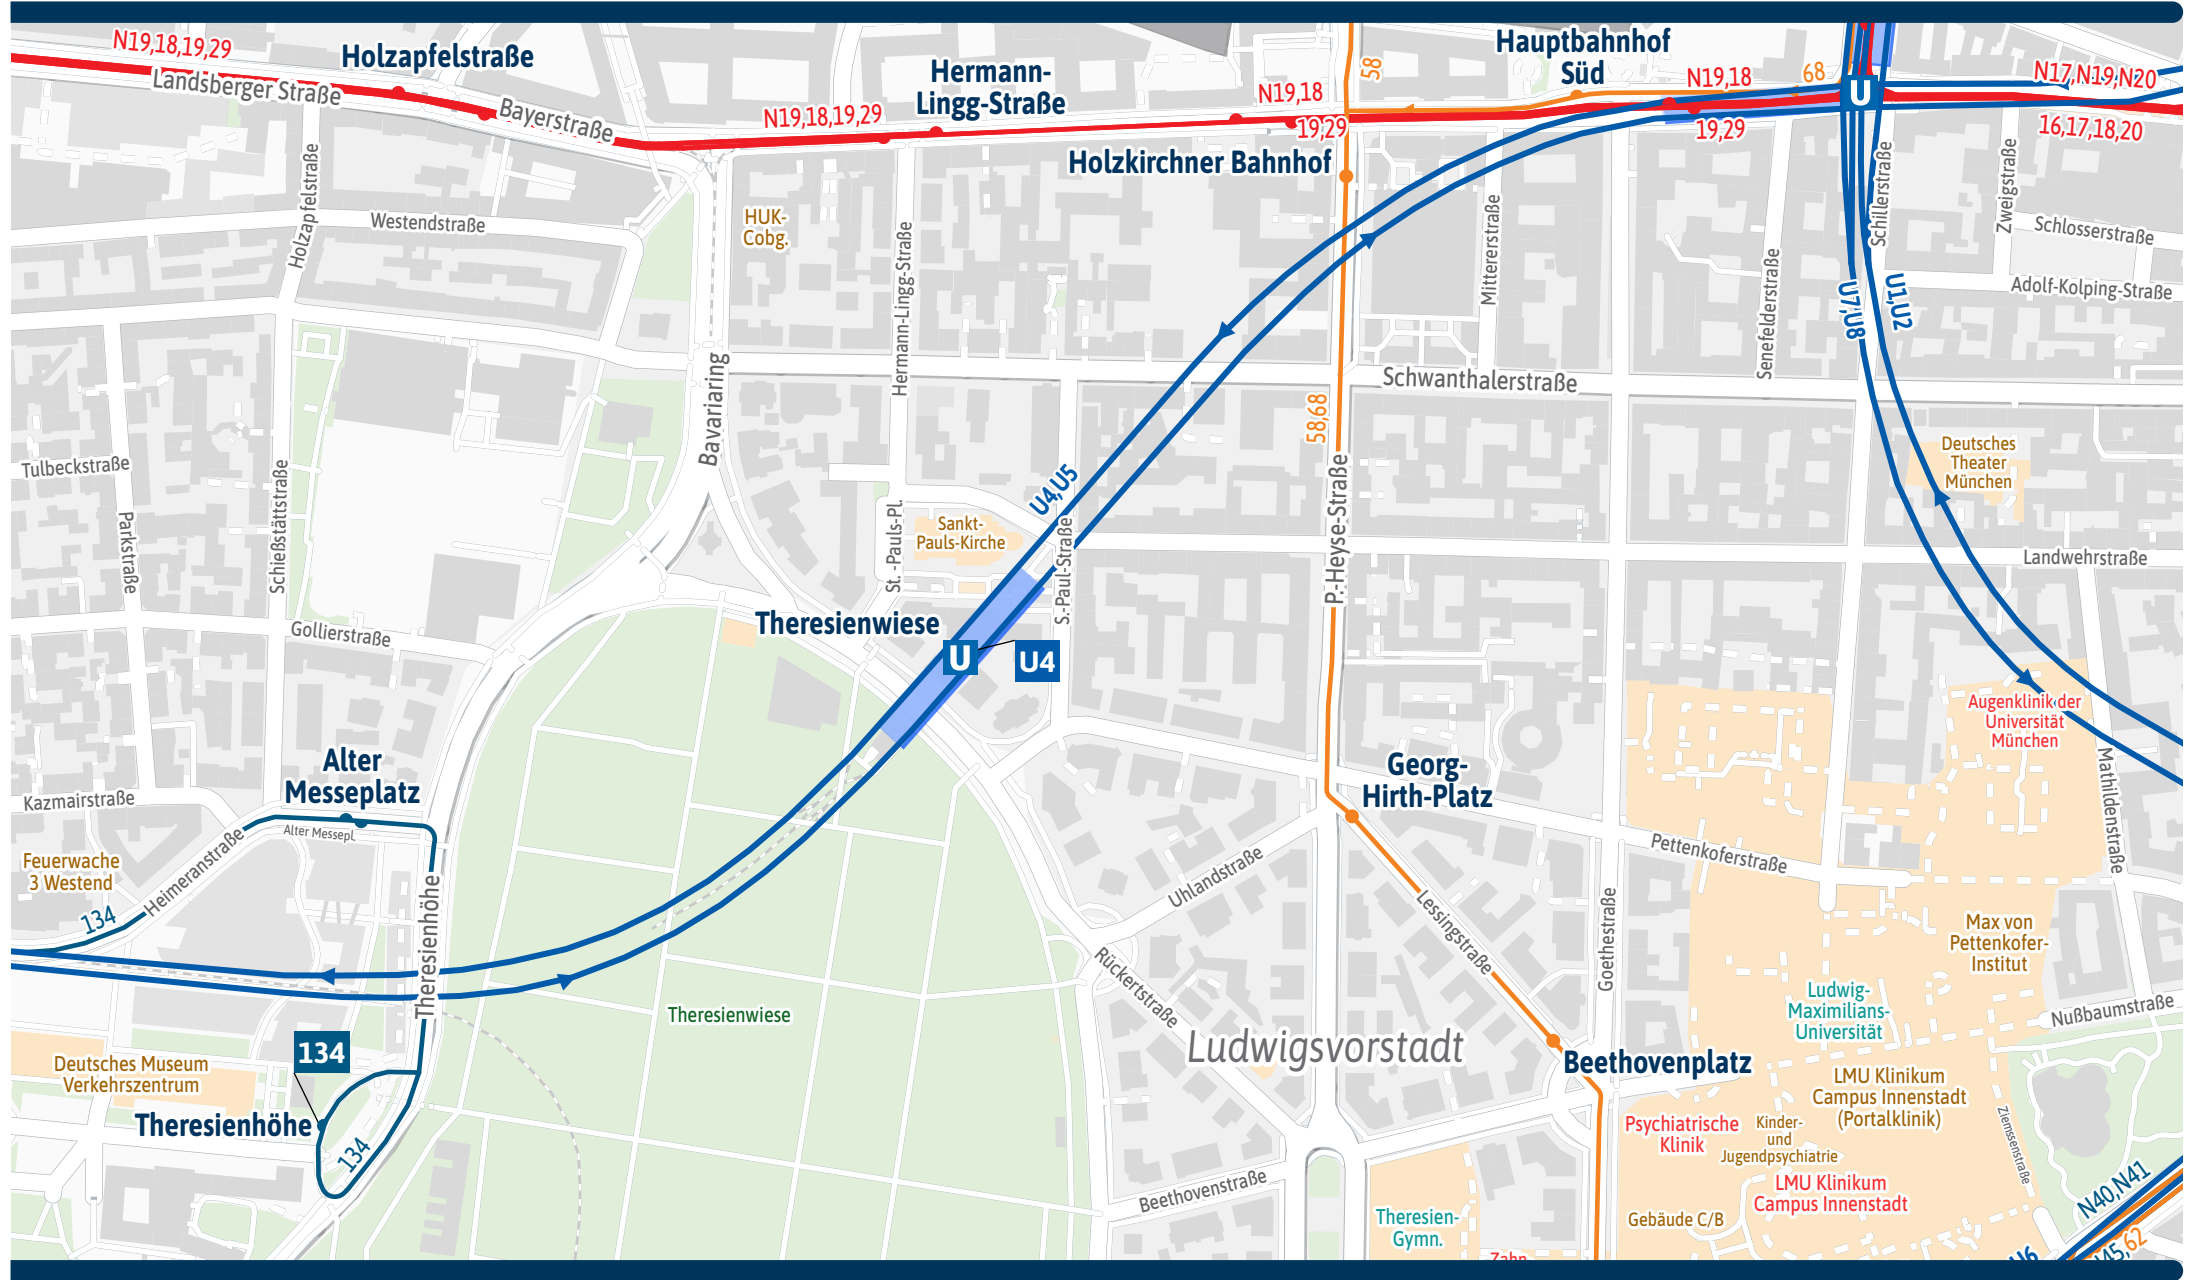 N19,18,19,29
Holzapfelstraße
Landsberger Straße
Bayerstraße
Hermann-
Lingg-Straße
N19,18,19,29
N19,18
19,29
58
Hauptbahnhof
Süd
N19,18
68
19,29
U
N17,N19,N20
16,17,18,20
Holzkirchner Bahnhof
Holzapfelstraße
Westendstraße
HUK-
Cobg.
Hermann-Lingg-Straße
Mittererstraße
Senefelderstraße
Schillerstraße
Zweigstraße
Schlosserstraße
Adolf-Kolping-Straße
U7,U8
U1,U2
Bavariaring
Schwanthalerstraße
58,68
Tulbeckstraße
Parkstraße
Schießstättstraße
U4,U5
Sankt-
Pauls-Kirche
St. -Pauls-Pl.
S.-Paul-Straße
P.-Heyse-Straße
Deutsches
Theater
München
Landwehrstraße
Gollierstraße
Theresienwiese
U
U4
Augenklinik der
Universität
München
Mathildenstraße
Alter
Messeplatz
Kazmairstraße
Alter Messepl.
Heimeranstraße
Feuerwache
3 Westend
134
Theresienhöhe
Georg-
Hirth-Platz
Pettenkoferstraße
Uhlandstraße
Lessingstraße
Goethestraße
Rückertstraße
Max von
Pettenkofer-
Institut
Ludwig-
Maximilians-
Universität
Nußbaumstraße
Theresienwiese
Ludwigsvorstadt
Beethovenplatz
134
Deutsches Museum
Verkehrszentrum
Theresienhöhe
134
LMU Klinikum
Campus Innenstadt
(Portalklinik)
Psychiatrische
Klinik
Kinder-
und
Jugendpsychiatrie
Ziemssenstraße
LMU Klinikum
Campus Innenstadt
Gebäude C/B
Beethovenstraße
Theresien-
Gymn.
Zahn
N40,N41
U6
N45,62